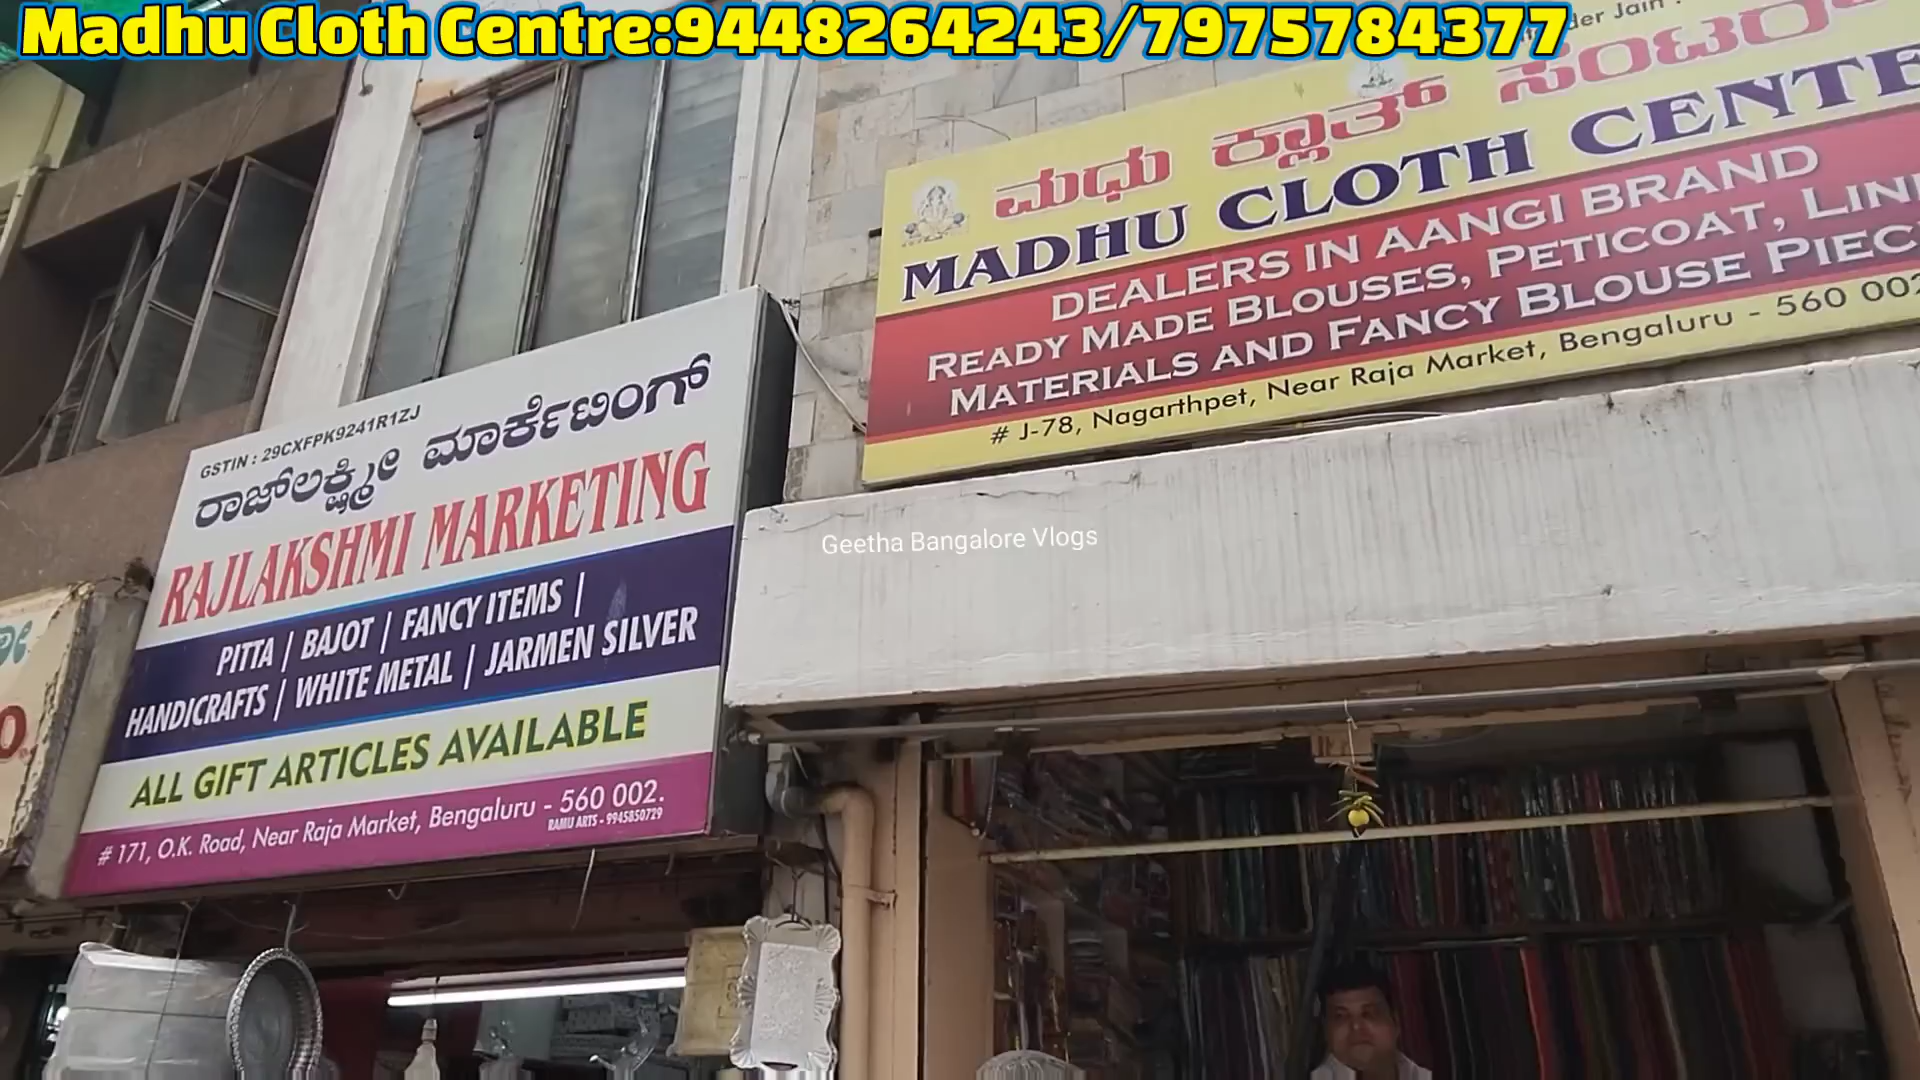 Madhu Cloth Centre:9448264243/7975784377
der Jain
ಮಧು ಕ್ಲಾತ್ ಸೆಂಟರ್
MADHU CLOTH CENTE
DEALERS IN AANGI BRAND
READY MADE BLOUSES, PETICOAT, LINI
MATERIALS AND FANCY BLOUSE PIEC
# J-78, Nagarthpet, Near Raja Market, Bengaluru - 560 002
GSTIN : 29CXFPK9241R1ZJ
ರಾಜ್‌ಲಕ್ಷ್ಮೀ ಮಾರ್ಕೆಟಿಂಗ್
RAJLAKSHMI MARKETING
PITTA | BAJOT | FANCY ITEMS |
HANDICRAFTS | WHITE METAL | JARMEN SILVER
ALL GIFT ARTICLES AVAILABLE
# 171, O.K. Road, Near Raja Market, Bengaluru - 560 002.
RAMU ARTS - 9945850729
Geetha Bangalore Vlogs